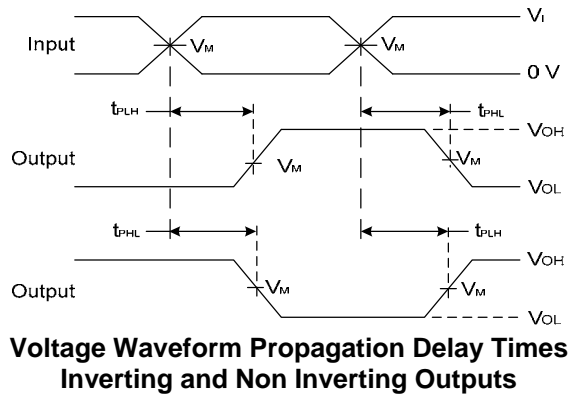 VI
Input VM VM
0 V
tPLH tPHL
VOH
Output VM VM
VOL
tPHL tPLH
VOH
Output VM VM
VOL
Voltage Waveform Propagation Delay Times
Inverting and Non Inverting Outputs